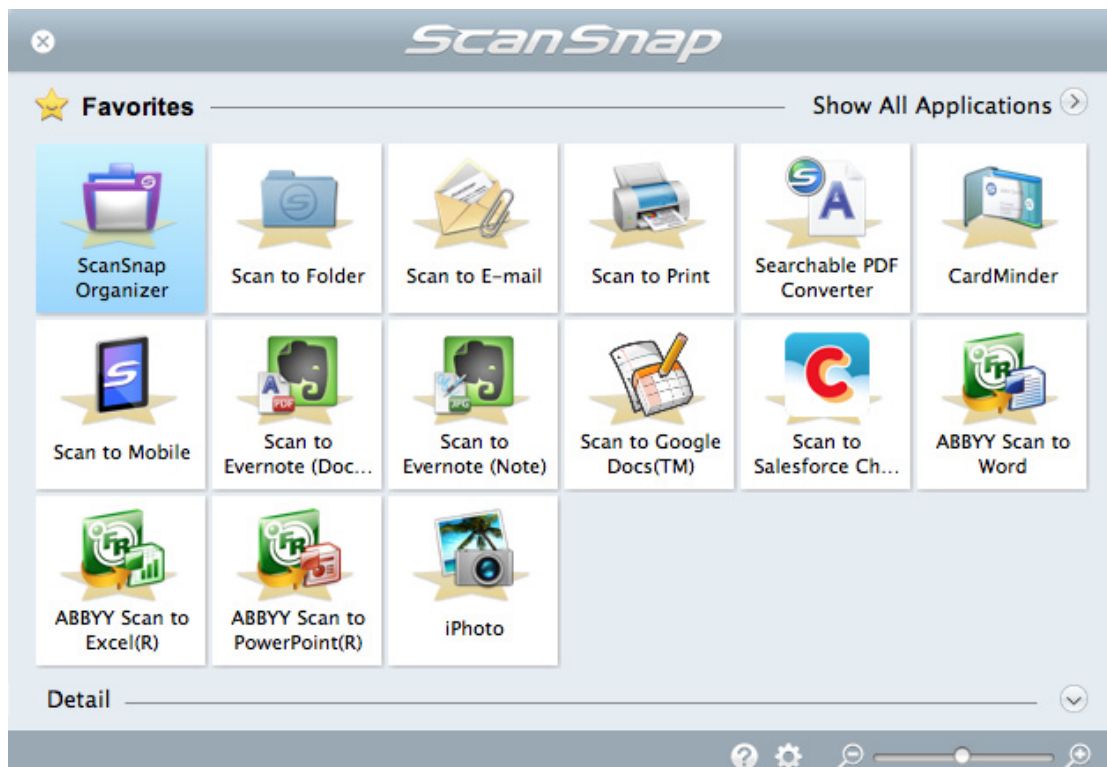 ScanSnap
Favorites
Show All Applications
ScanSnap
Organizer
Scan to Folder
Scan to E-mail
Scan to Print
Searchable PDF
Converter
CardMinder
Scan to Mobile
Scan to
Evernote (Doc...
Scan to
Evernote (Note)
Scan to Google
Docs(TM)
Scan to
Salesforce Ch...
ABBYY Scan to
Word
ABBYY Scan to
Excel(R)
ABBYY Scan to
PowerPoint(R)
iPhoto
Detail